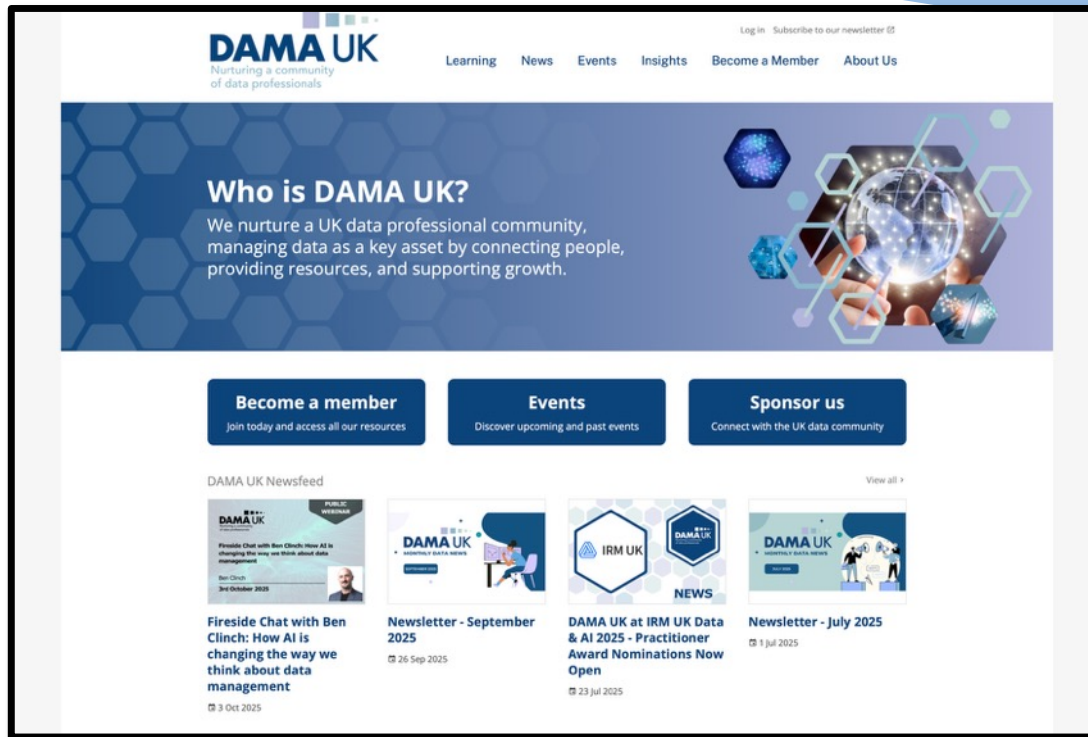 DAMA UK
Nurturing a community
of data professionals
Log in Subscribe to our newsletter
Learning News Events Insights Become a Member About Us
Who is DAMA UK?
We nurture a UK data professional community,
managing data as a key asset by connecting people,
providing resources, and supporting growth.
Become a member
Join today and access all our resources
Events
Discover upcoming and past events
Sponsor us
Connect with the UK data community
DAMA UK Newsfeed
View all ›
PUBLIC
WEBINAR
DAMA UK
Fireside Chat with Ben Clinch: How AI is
changing the way we think about data
management
Ben Clinch
3rd October 2025
Fireside Chat with Ben
Clinch: How AI is
changing the way we
think about data
management
3 Oct 2025
DAMA UK
MONTHLY DATA NEWS
SEPTEMBER 2025
Newsletter - September
2025
26 Sep 2025
IRM UK
DAMA UK
NEWS
DAMA UK at IRM UK Data
& AI 2025 - Practitioner
Award Nominations Now
Open
23 Jul 2025
DAMA UK
MONTHLY DATA NEWS
JULY 2025
Newsletter - July 2025
1 Jul 2025